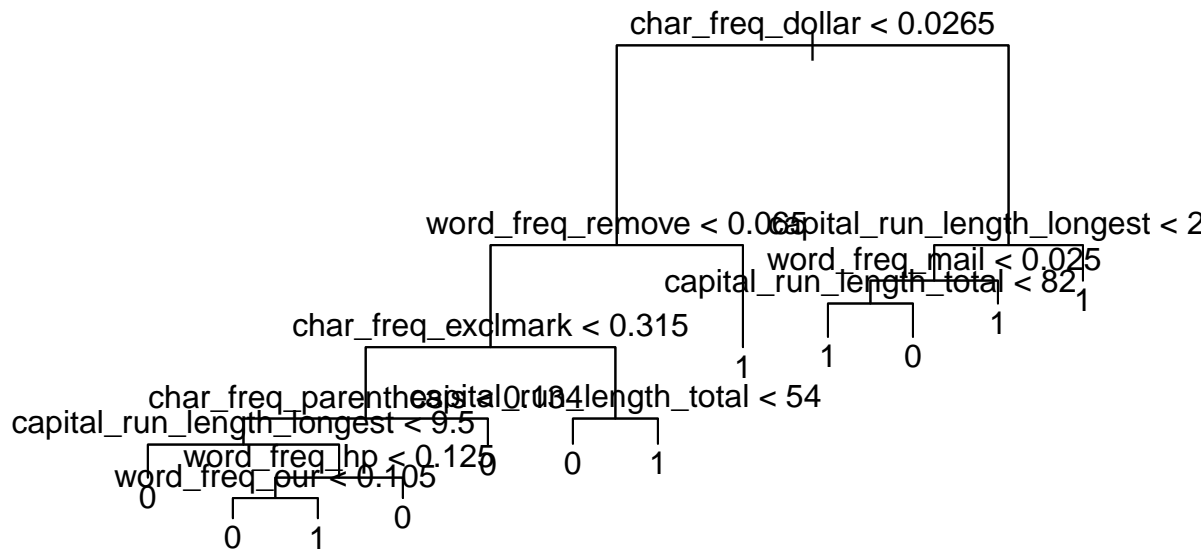 char_freq_dollar < 0.0265
word_freq_remove < 0.065
capital_run_length_longest < 2
word_freq_mail < 0.025
capital_run_length_total < 82
1
1
1
0
char_freq_exclmark < 0.315
1
char_freq_parenthesis < 0.134
capital_run_length_total < 54
capital_run_length_longest < 9.5
word_freq_hp < 0.125
0
0
1
word_freq_our < 0.105
0
0
0
1